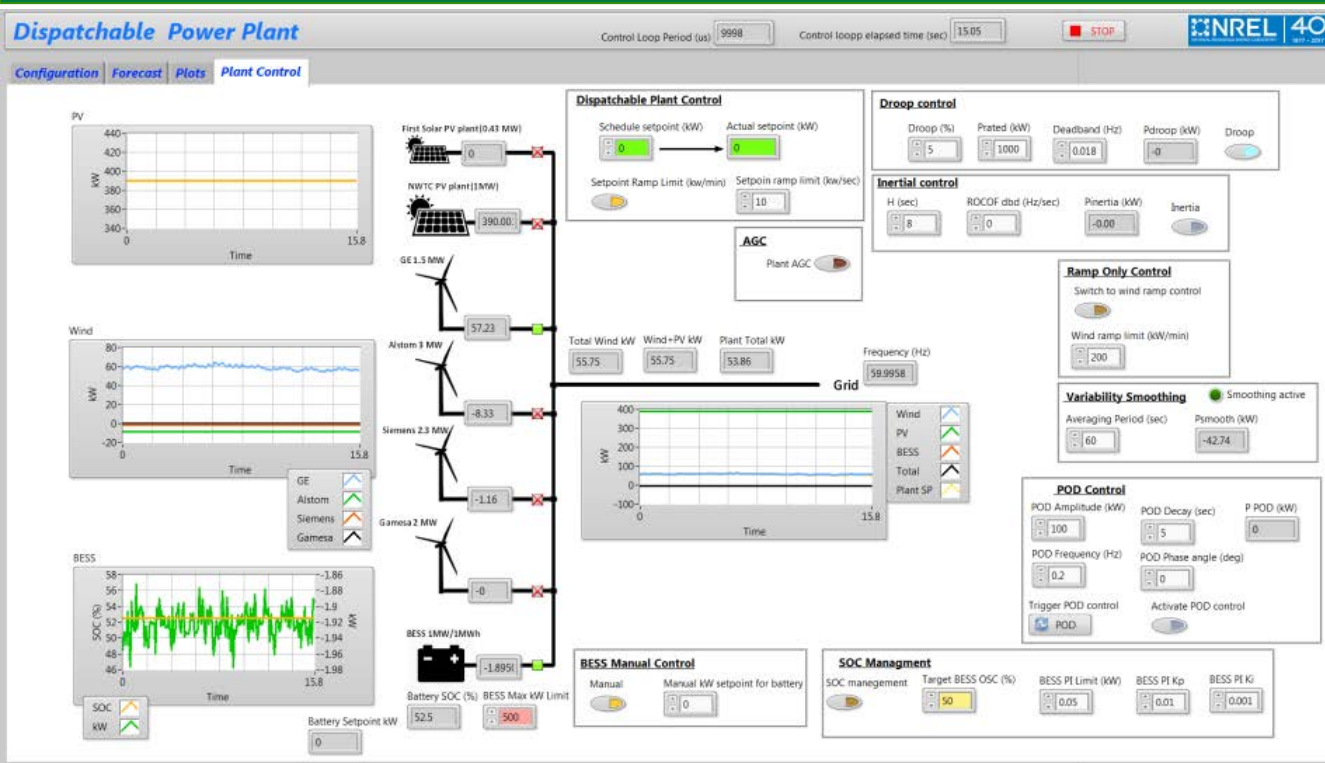 Dispatchable Power Plant
Control Loop Period (us) 9998
Control loopp elapsed time (sec) 15.05
STOP
NREL 40
Configuration Forecast Plots Plant Control
PV
440
420
400
380
360
340
kW
0 15.8
Time
Wind
80
60
40
20
0
-20
kW
0 15.8
Time
GE
Alstom
Siemens
Gamesa
BESS
58
56
54
52
50
48
46
SOC (%)
-1.86
-1.88
-1.9
-1.92
-1.94
-1.96
-1.98
kW
0 15.8
Time
SOC
kW
First Solar PV plant(0.43 MW)
0
NWTC PV plant(1MW)
390.00
GE 1.5 MW
57.23
Alstom 3 MW
-8.33
Siemens 2.3 MW
-1.16
Gamesa 2 MW
-0
BESS 1MW/1MWh
-1.895
Battery SOC (%) BESS Max kW Limit
52.5 500
Battery Setpoint kW
0
Dispatchable Plant Control
Schedule setpoint (kW) Actual setpoint (kW)
0 0
Setpoint Ramp Limit (kw/min) Setpoin ramp limit (kw/sec)
10
AGC
Plant AGC
Total Wind kW Wind+PV kW Plant Total kW
55.75 55.75 53.86
Frequency (Hz)
59.9958
Grid
400
300
200
100
0
-100
kW
0 15.8
Time
Wind
PV
BESS
Total
Plant SP
BESS Manual Control
Manual Manual kW setpoint for battery
0
Droop control
Droop (%) Prated (kW) Deadband (Hz) Pdroop (kW) Droop
5 1000 0.018 -0
Inertial control
H (sec) ROCOF dbd (Hz/sec) Pinertia (kW) Inertia
8 0 -0.00
Ramp Only Control
Switch to wind ramp control
Wind ramp limit (kW/min)
200
Variability Smoothing Smoothing active
Averaging Period (sec) Psmooth (kW)
60 -42.74
POD Control
POD Amplitude (kW) POD Decay (sec) P POD (kW)
100 5 0
POD Frequency (Hz) POD Phase angle (deg)
0.2 0
Trigger POD control Activate POD control
POD
SOC Managment
SOC manegement Target BESS OSC (%) BESS PI Limit (kW) BESS PI Kp BESS PI Ki
50 0.05 0.01 0.001